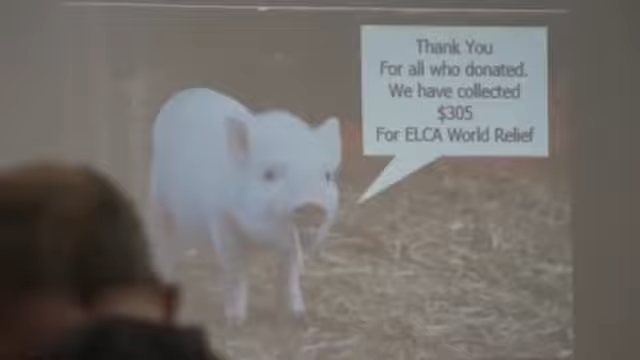 Thank You
For all who donated.
We have collected
$305
For ELCA World Relief